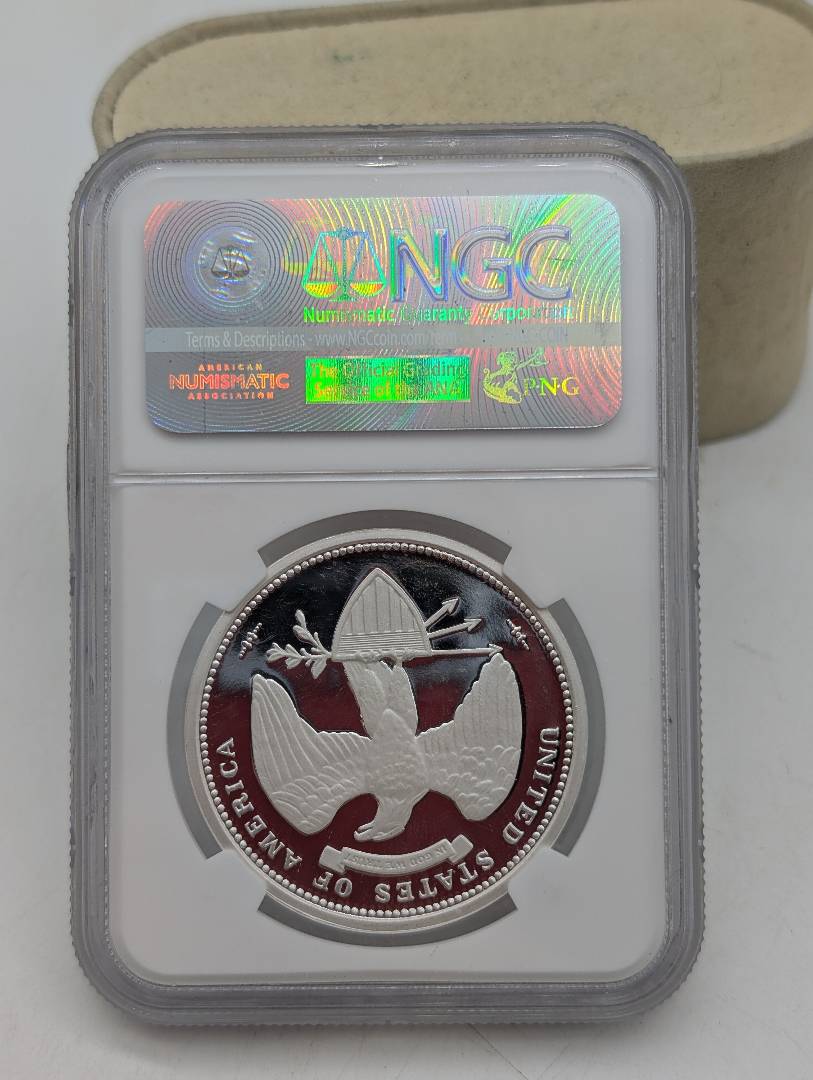 NGC
Numismatic Guaranty Corporation
Terms & Descriptions - www.NGCcoin.com/
AMERICAN
NUMISMATIC
ASSOCIATION
The Official Grading
Service of the ANA
PNG
UNITED STATES OF AMERICA
IN GOD WE TRUST